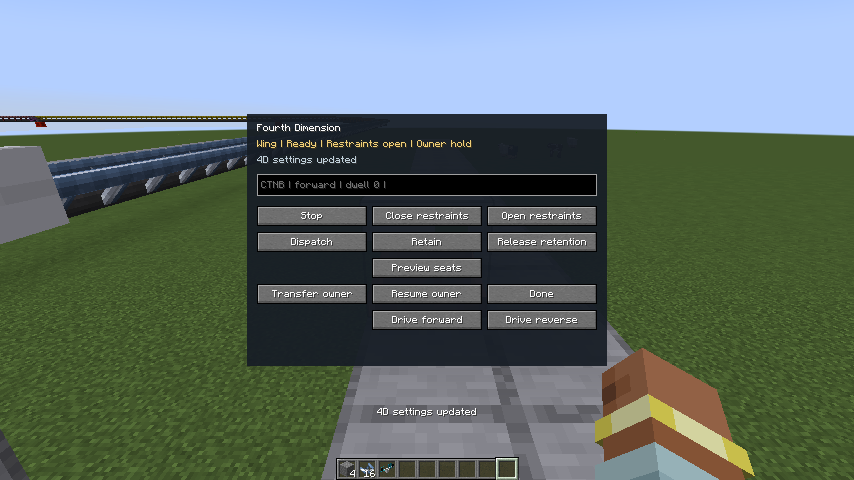 Fourth Dimension
Wing | Ready | Restraints open | Owner hold
4D settings updated
CTNB | forward | dwell 0 |
Stop
Close restraints
Open restraints
Dispatch
Retain
Release retention
Preview seats
Transfer owner
Resume owner
Done
Drive forward
Drive reverse
4D settings updated
4
16